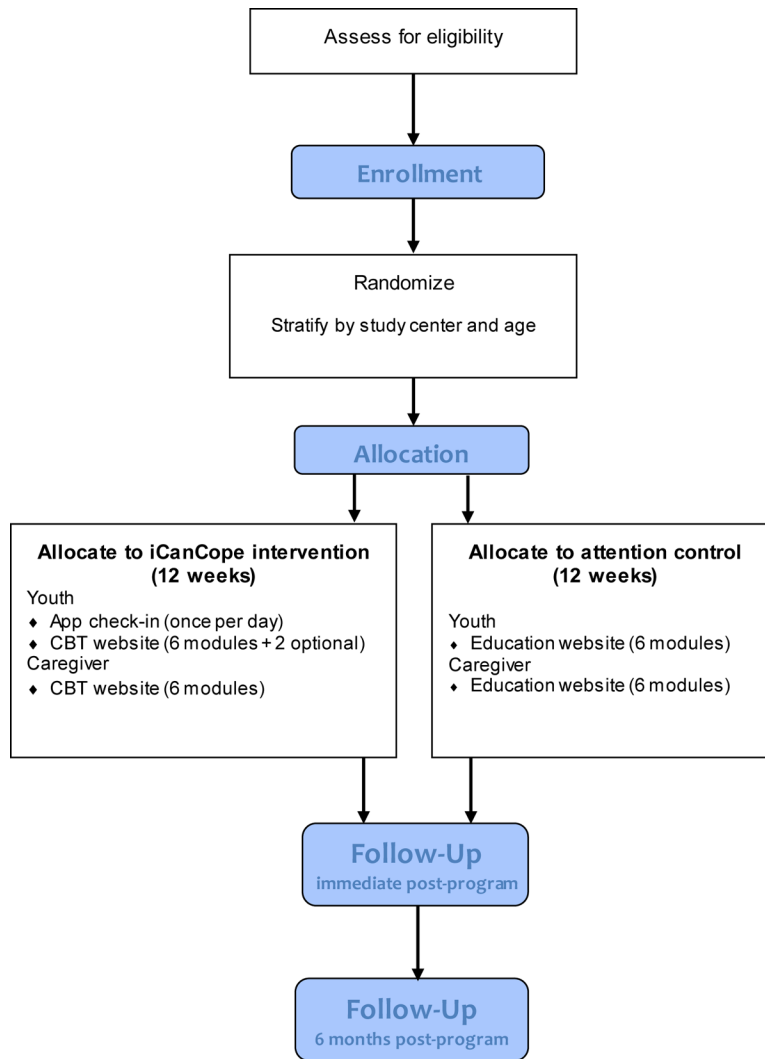 Assess for eligibility
Enrollment
Randomize
Stratify by study center and age
Allocation
Allocate to iCanCope intervention
(12 weeks)
Youth
♦ App check-in (once per day)
♦ CBT website (6 modules + 2 optional)
Caregiver
♦ CBT website (6 modules)
Allocate to attention control
(12 weeks)
Youth
♦ Education website (6 modules)
Caregiver
♦ Education website (6 modules)
Follow-Up
immediate post-program
Follow-Up
6 months post-program